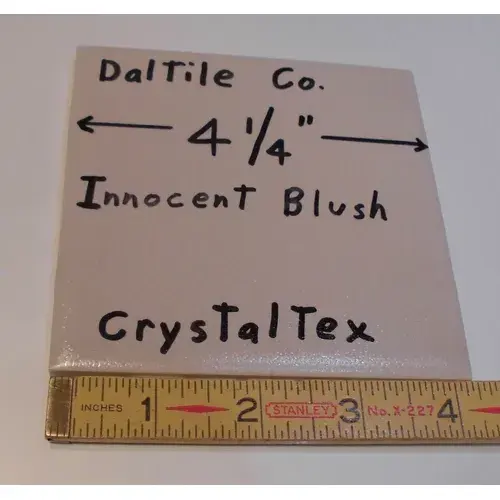 DalTile Co.
4 1/4"
Innocent Blush
CrystalTex
INCHES 1 2 STANLEY 3 No. X-227 4